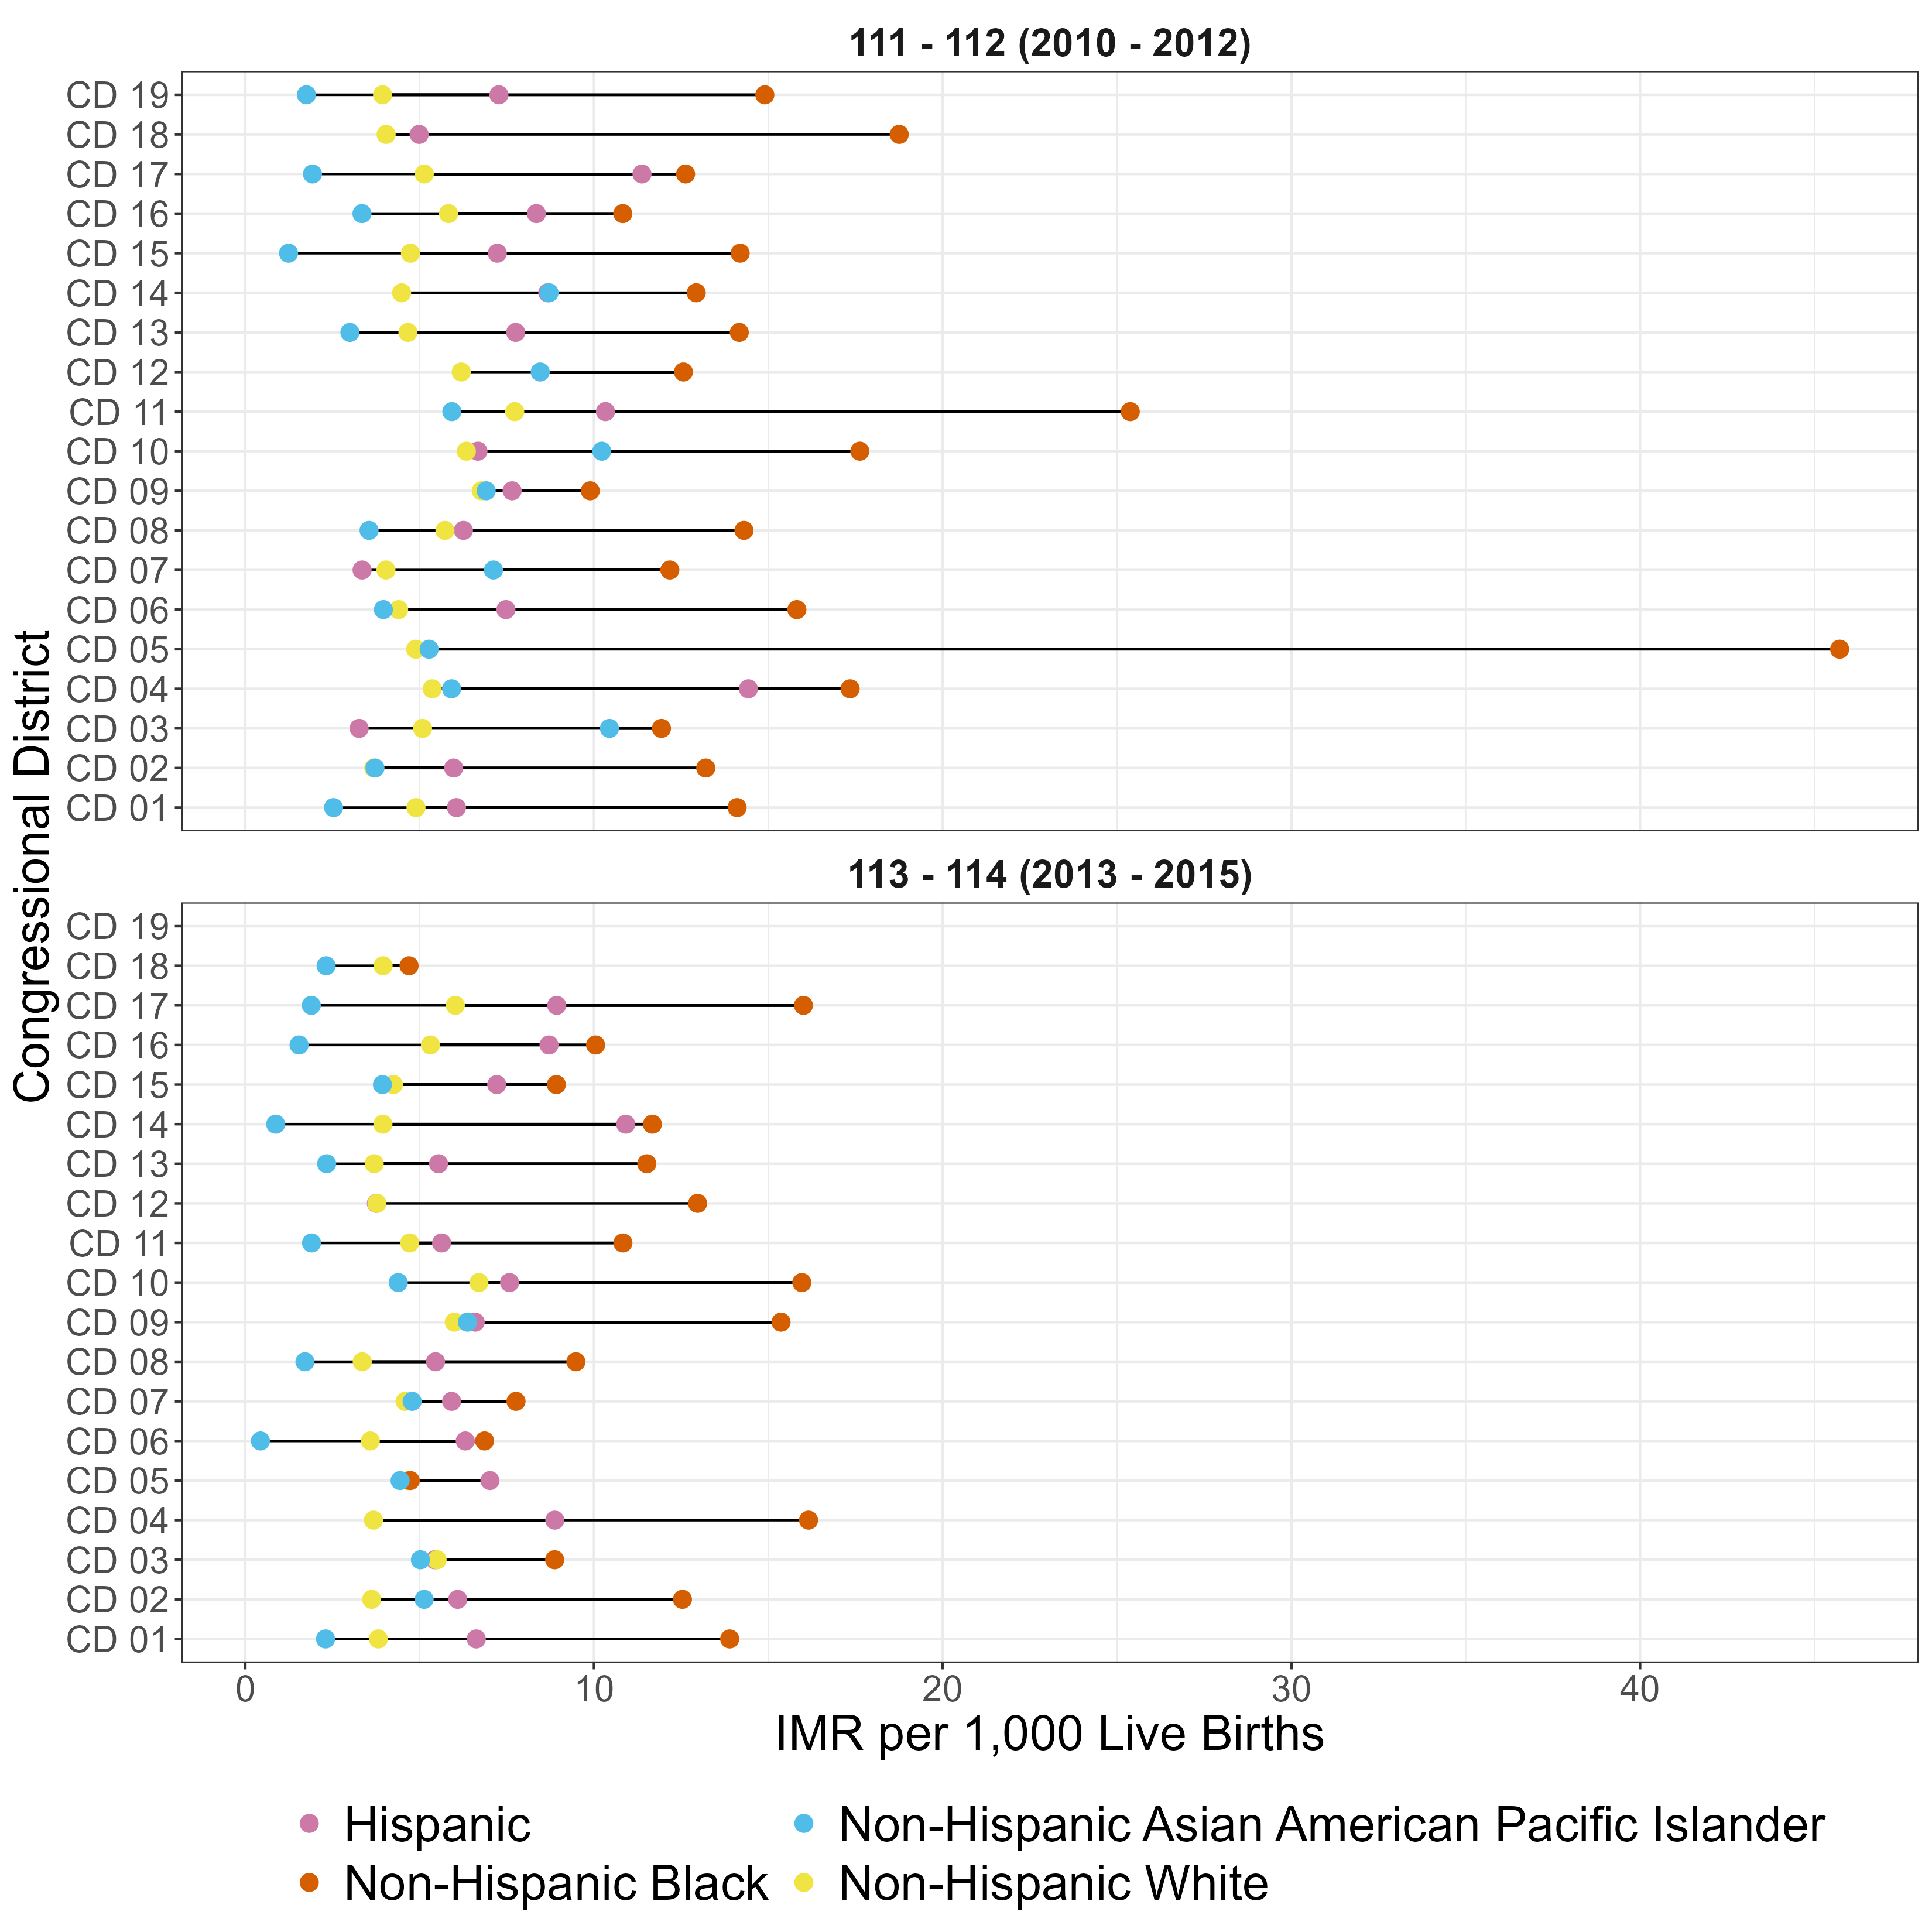 111 - 112 (2010 - 2012)
CD 19
CD 18
CD 17
CD 16
CD 15
CD 14
CD 13
CD 12
CD 11
CD 10
CD 09
CD 08
CD 07
CD 06
CD 05
CD 04
CD 03
CD 02
CD 01
Congressional District
113 - 114 (2013 - 2015)
CD 19
CD 18
CD 17
CD 16
CD 15
CD 14
CD 13
CD 12
CD 11
CD 10
CD 09
CD 08
CD 07
CD 06
CD 05
CD 04
CD 03
CD 02
CD 01
0 10 20 30 40
IMR per 1,000 Live Births
Hispanic Non-Hispanic Asian American Pacific Islander
Non-Hispanic Black Non-Hispanic White